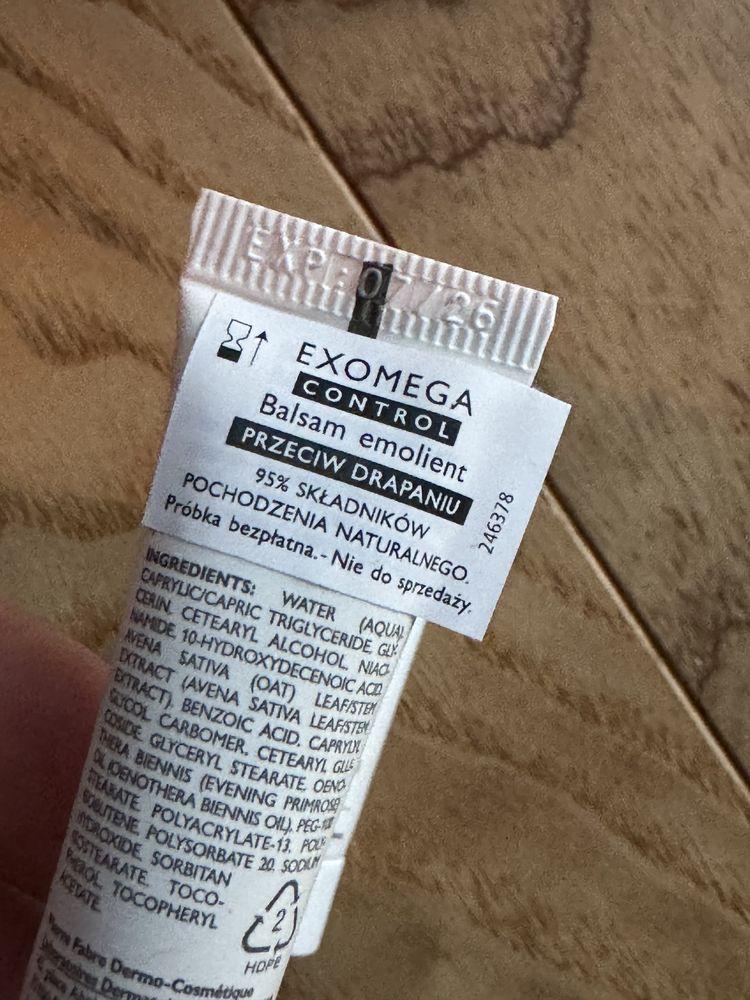 EXP: 07/26
EXOMEGA
CONTROL
Balsam emolient
PRZECIW DRAPANIU
95% SKŁADNIKÓW
POCHODZENIA NATURALNEGO.
Próbka bezpłatna.- Nie do sprzedaży.
246378
INGREDIENTS: WATER (AQUA),
CAPRYLIC/CAPRIC TRIGLYCERIDE, GLY-
CERIN, CETEARYL ALCOHOL, NIACI-
NAMIDE, 10-HYDROXYDECENOIC ACID,
AVENA SATIVA (OAT) LEAF/STEM
EXTRACT (AVENA SATIVA LEAF/STEM
EXTRACT), BENZOIC ACID, CAPRYLYL
GLYCOL, CARBOMER, CETEARYL GLU-
COSIDE, GLYCERYL STEARATE, OENO-
THERA BIENNIS (EVENING PRIMROSE)
OIL (OENOTHERA BIENNIS OIL), PEG-100
STEARATE, POLYACRYLATE-13, POLY-
ISOBUTENE, POLYSORBATE 20, SODIUM
HYDROXIDE, SORBITAN
ISOSTEARATE, TOCO-
PHEROL, TOCOPHERYL
ACETATE.
2
HDPE
Pierre Fabre Dermo-Cosmétique
Laboratoires